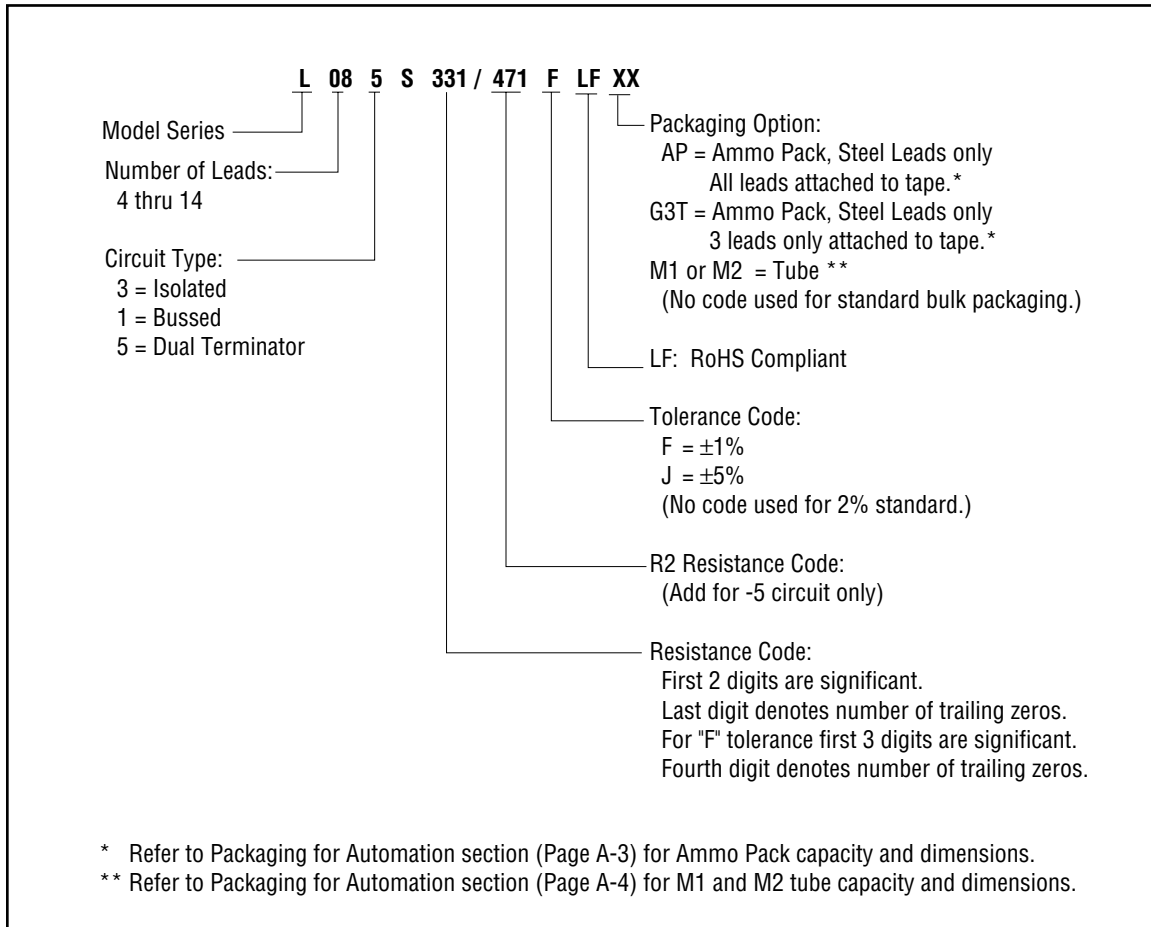 L 08 5 S 331 / 471 F LF XX
Model Series
Number of Leads:
4 thru 14
Circuit Type:
3 = Isolated
1 = Bussed
5 = Dual Terminator
Packaging Option:
AP = Ammo Pack, Steel Leads only
All leads attached to tape.*
G3T = Ammo Pack, Steel Leads only
3 leads only attached to tape.*
M1 or M2 = Tube **
(No code used for standard bulk packaging.)
LF: RoHS Compliant
Tolerance Code:
F = ±1%
J = ±5%
(No code used for 2% standard.)
R2 Resistance Code:
(Add for -5 circuit only)
Resistance Code:
First 2 digits are significant.
Last digit denotes number of trailing zeros.
For "F" tolerance first 3 digits are significant.
Fourth digit denotes number of trailing zeros.
* Refer to Packaging for Automation section (Page A-3) for Ammo Pack capacity and dimensions.
** Refer to Packaging for Automation section (Page A-4) for M1 and M2 tube capacity and dimensions.